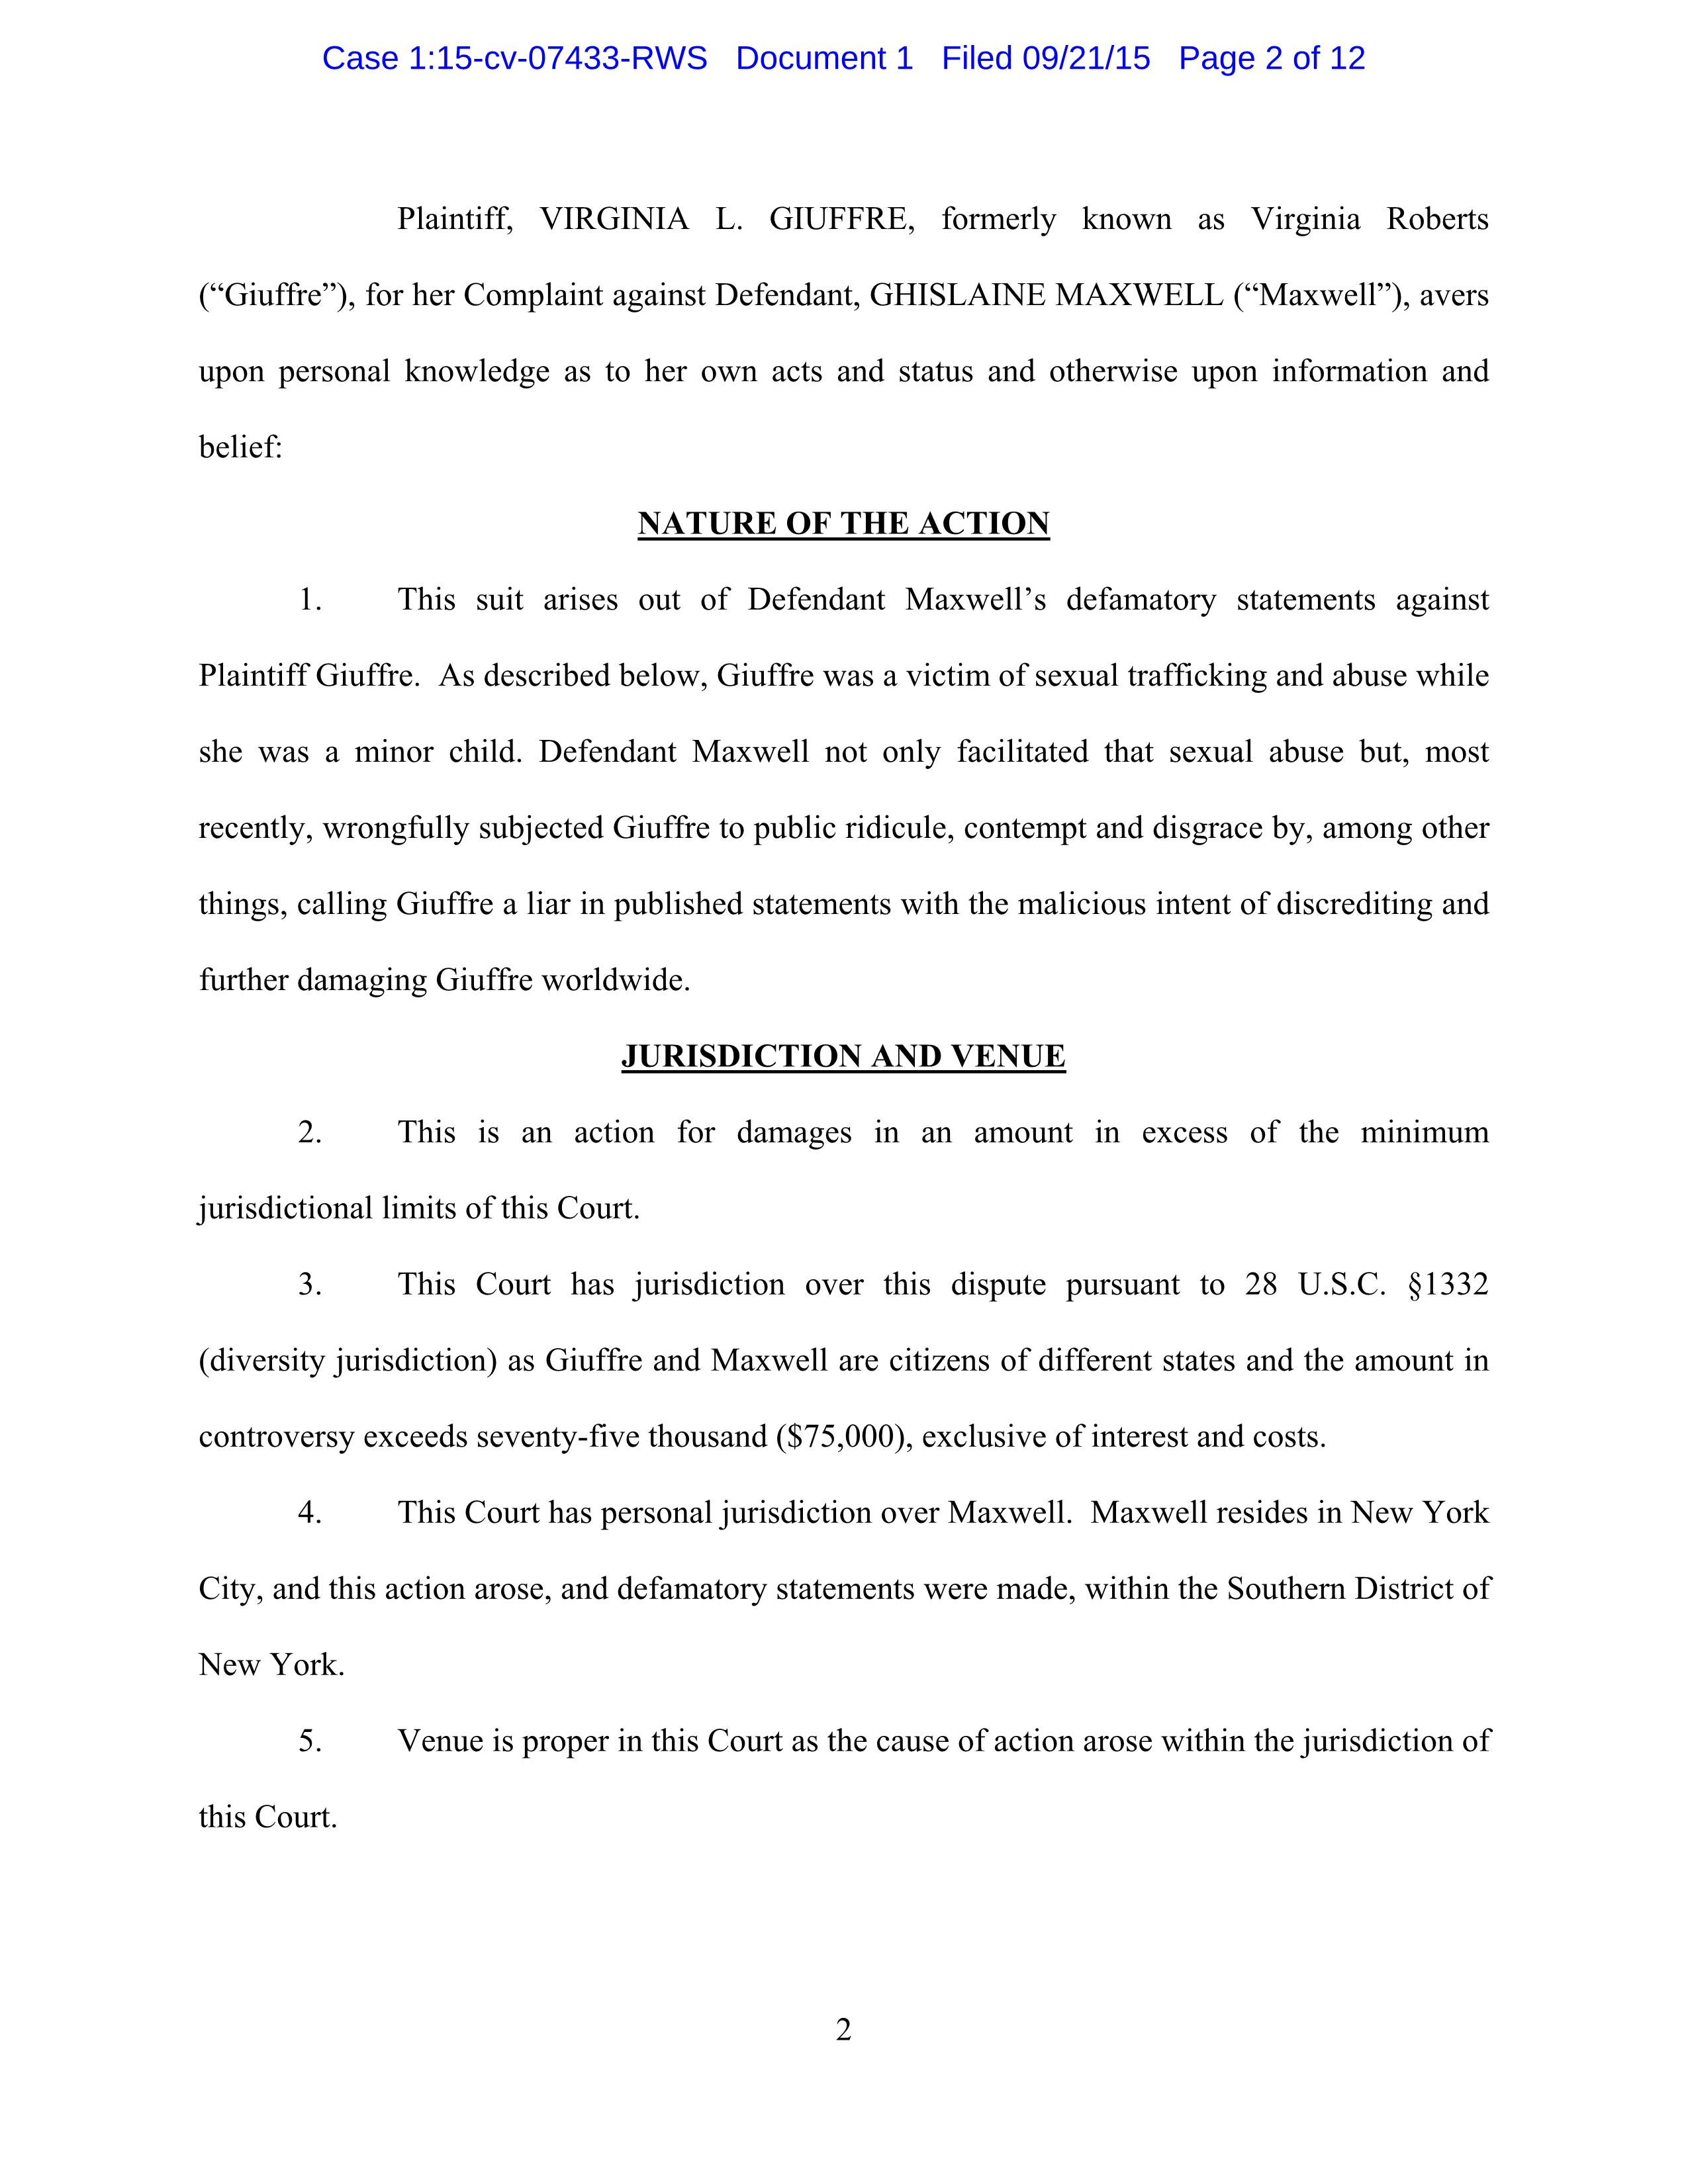 Case 1:15-cv-07433-RWS Document 1 Filed 09/21/15 Page 2 of 12
Plaintiff, VIRGINIA L. GIUFFRE, formerly known as Virginia Roberts
(“Giuffre”), for her Complaint against Defendant, GHISLAINE MAXWELL (“Maxwell”), avers
upon personal knowledge as to her own acts and status and otherwise upon information and
belief:
NATURE OF THE ACTION
1. This suit arises out of Defendant Maxwell’s defamatory statements against
Plaintiff Giuffre. As described below, Giuffre was a victim of sexual trafficking and abuse while
she was a minor child. Defendant Maxwell not only facilitated that sexual abuse but, most
recently, wrongfully subjected Giuffre to public ridicule, contempt and disgrace by, among other
things, calling Giuffre a liar in published statements with the malicious intent of discrediting and
further damaging Giuffre worldwide.
JURISDICTION AND VENUE
2. This is an action for damages in an amount in excess of the minimum
jurisdictional limits of this Court.
3. This Court has jurisdiction over this dispute pursuant to 28 U.S.C. §1332
(diversity jurisdiction) as Giuffre and Maxwell are citizens of different states and the amount in
controversy exceeds seventy-five thousand ($75,000), exclusive of interest and costs.
4. This Court has personal jurisdiction over Maxwell. Maxwell resides in New York
City, and this action arose, and defamatory statements were made, within the Southern District of
New York.
5. Venue is proper in this Court as the cause of action arose within the jurisdiction of
this Court.
2